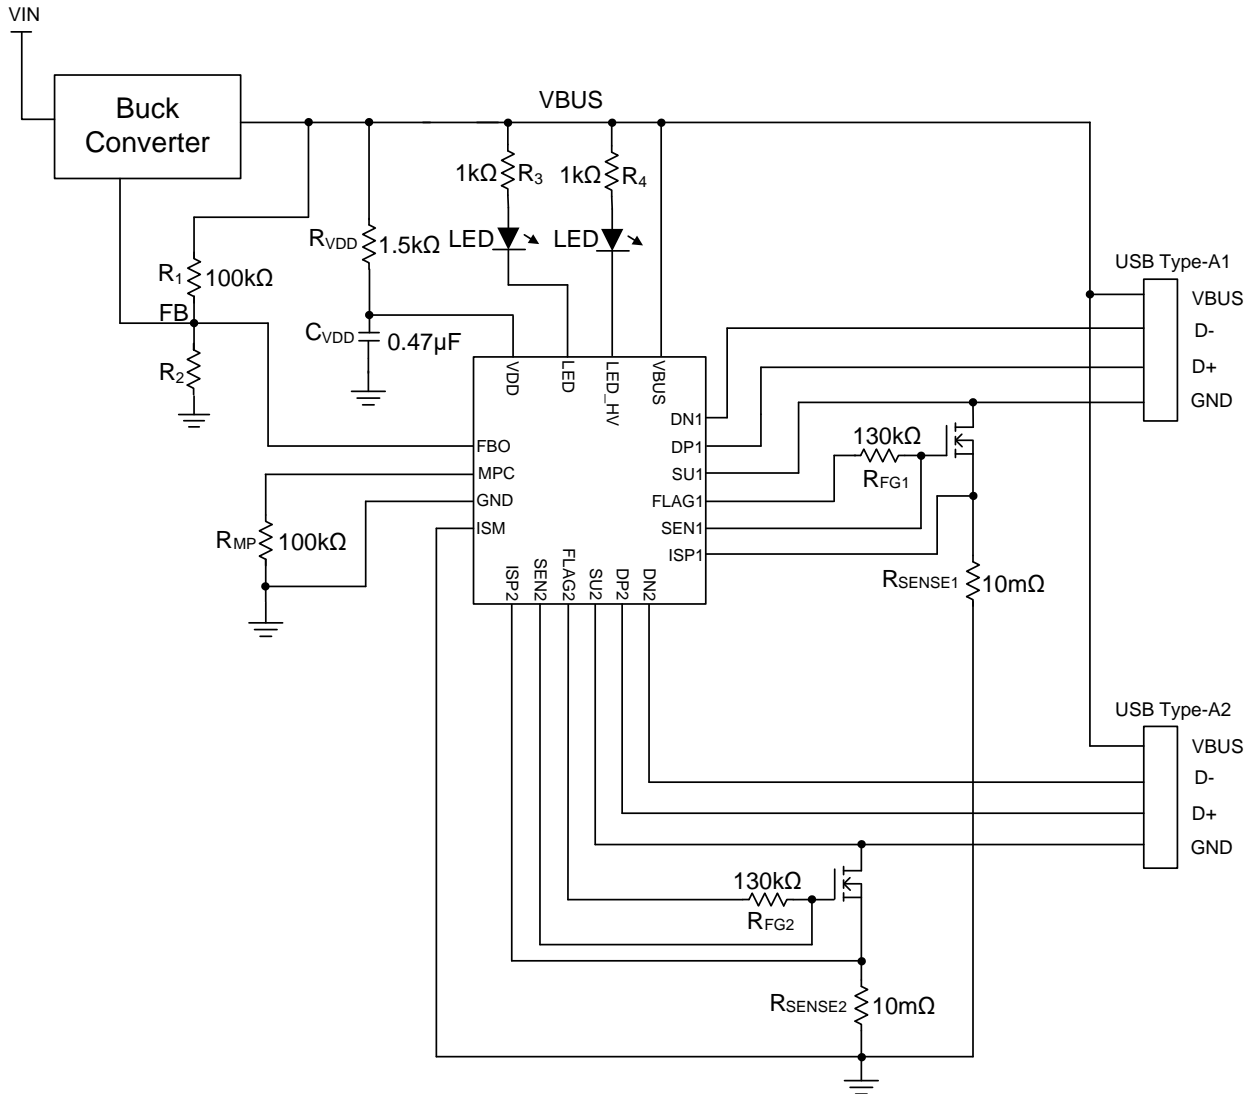 VIN
Buck
Converter
VBUS
1kΩ R3
1kΩ R4
RVDD 1.5kΩ
LED
LED
R1 100kΩ
FB
CVDD 0.47µF
R2
USB Type-A1
VBUS
D-
D+
GND
VDD
LED
LED_HV
VBUS
FBO
MPC
GND
ISM
DN1
DP1
SU1
FLAG1
SEN1
ISP1
ISP2
SEN2
FLAG2
SU2
DP2
DN2
130kΩ
RFG1
RMP 100kΩ
RSENSE1 10mΩ
USB Type-A2
VBUS
D-
D+
GND
130kΩ
RFG2
RSENSE2 10mΩ